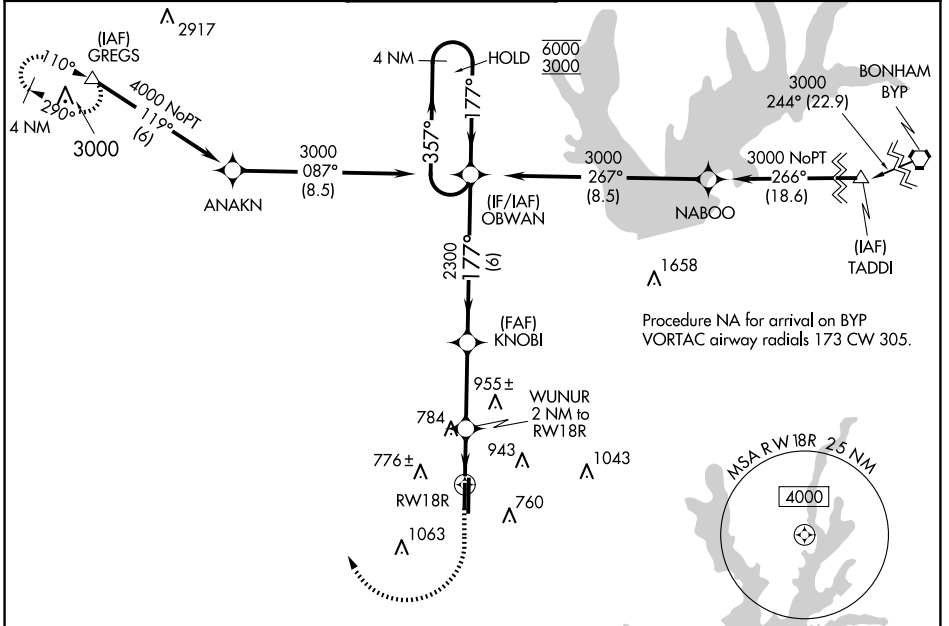 2917
(IAF)
GREGS
110°
290°
4 NM
3000
4000 NoPT
119°
(6)
ANAKN
3000
087°
(8.5)
4 NM
HOLD
6000
3000
357°
177°
(IF/IAF)
OBWAN
3000
267°
(8.5)
NABOO
3000 NoPT
266°
(18.6)
3000
244° (22.9)
BONHAM
BYP
(IAF)
TADDI
2300
177°
(6)
1658
Procedure NA for arrival on BYP
VORTAC airway radials 173 CW 305.
(FAF)
KNOBI
955±
WUNUR
2 NM to
RW18R
784
943
1043
776±
RW18R
760
1063
MSA RW18R 25 NM
4000